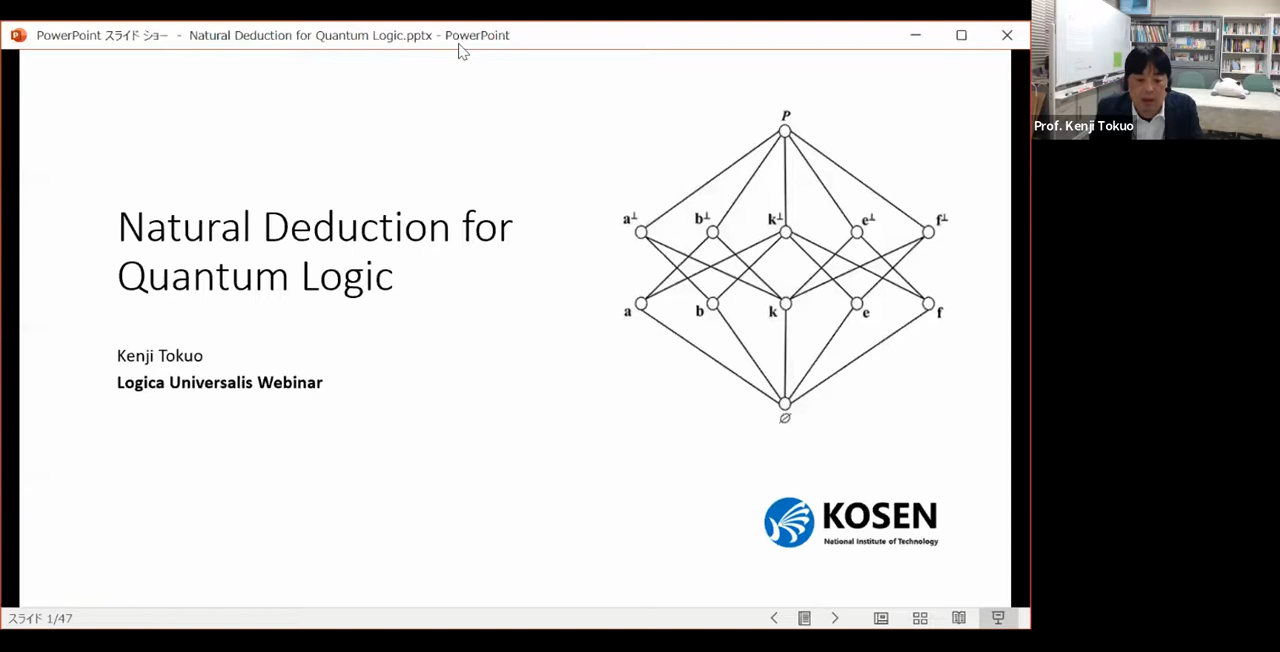 PowerPoint スライド ショー - Natural Deduction for Quantum Logic.pptx - PowerPoint
Prof. Kenji Tokuo
P
a⊥ b⊥ k⊥ e⊥ f⊥
a b k e f
∅
Natural Deduction for
Quantum Logic
Kenji Tokuo
Logica Universalis Webinar
KOSEN
National Institute of Technology
スライド 1/47